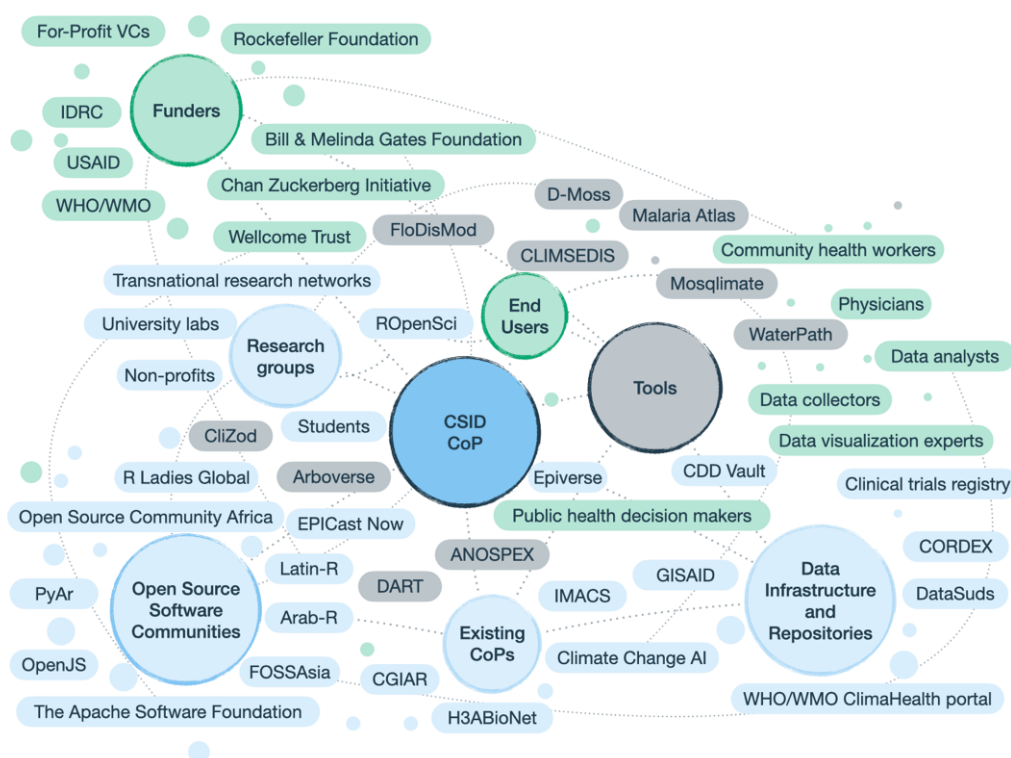 For-Profit VCs
Rockefeller Foundation
Funders
IDRC
Bill & Melinda Gates Foundation
USAID
Chan Zuckerberg Initiative
D-Moss
WHO/WMO
Malaria Atlas
FloDisMod
Wellcome Trust
Community health workers
CLIMSEDIS
Transnational research networks
Mosqlimate
End
Users
Physicians
University labs
ROpenSci
WaterPath
Research
groups
Data analysts
Non-profits
Tools
Data collectors
CSID
CoP
Students
CliZod
Data visualization experts
R Ladies Global
Arboverse
Epiverse
CDD Vault
Clinical trials registry
Open Source Community Africa
EPICast Now
Public health decision makers
CORDEX
ANOSPEX
Latin-R
GISAID
DART
PyAr
Open Source
Software
Communities
IMACS
Data
Infrastructure
and
Repositories
DataSuds
Arab-R
Existing
CoPs
Climate Change AI
OpenJS
FOSSAsia
CGIAR
WHO/WMO ClimaHealth portal
The Apache Software Foundation
H3ABioNet